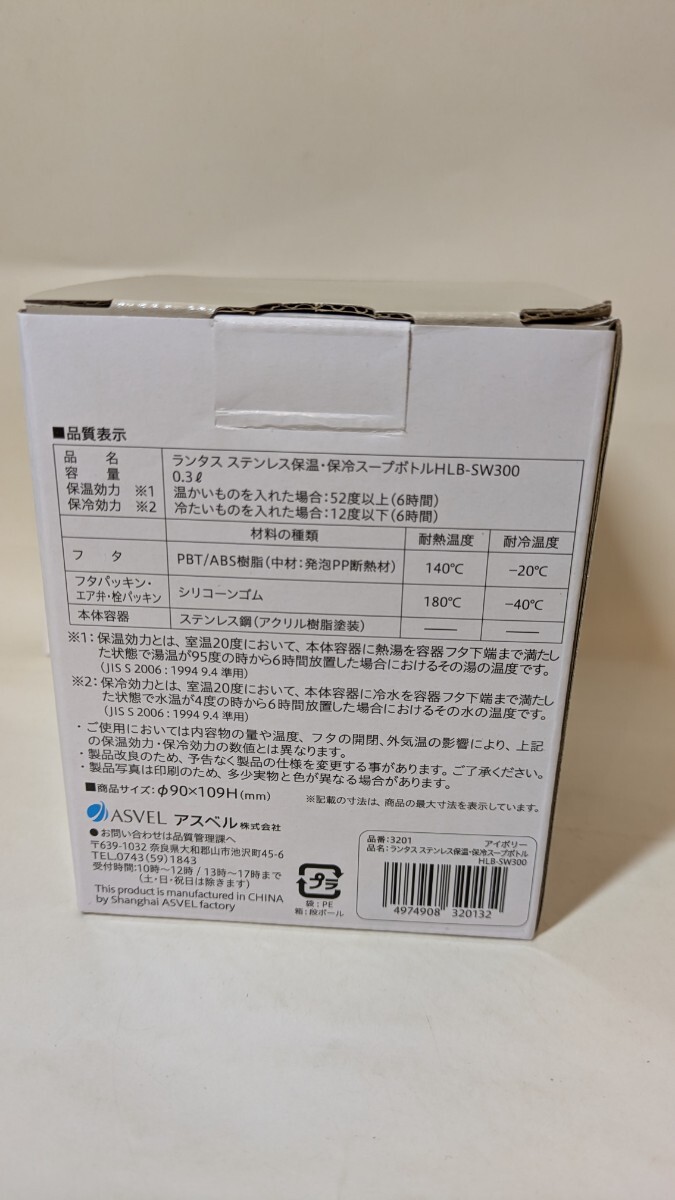 ■品質表示
品名 ランタス ステンレス保温・保冷スープボトルHLB-SW300
容量 0.3ℓ
保温効力 ※1 温かいものを入れた場合:52度以上(6時間)
保冷効力 ※2 冷たいものを入れた場合:12度以下(6時間)
材料の種類 耐熱温度 耐冷温度
フタ PBT/ABS樹脂(中材:発泡PP断熱材) 140℃ −20℃
フタパッキン・
エア弁・栓パッキン シリコーンゴム 180℃ −40℃
本体容器 ステンレス鋼(アクリル樹脂塗装) —— ——
※1:保温効力とは、室温20度において、本体容器に熱湯を容器フタ下端まで満たし
た状態で湯温が95度の時から6時間放置した場合におけるその湯の温度です。
(JIS S 2006 : 1994 9.4 準用)
※2:保冷効力とは、室温20度において、本体容器に冷水を容器フタ下端まで満たし
た状態で水温が4度の時から6時間放置した場合におけるその水の温度です。
(JIS S 2006 : 1994 9.4 準用)
・ご使用においては内容物の量や温度、フタの開閉、外気温の影響により、上記
の保温効力・保冷効力の数値とは異なります。
・製品改良のため、予告なく製品の仕様を変更する事があります。ご了承ください。
・製品写真は印刷のため、多少実物と色が異なる場合があります。
■商品サイズ:φ90×109H(mm) ※記載の寸法は、商品の最大寸法を表示しています。
ASVEL アスベル株式会社
●お問い合わせは品質管理課へ
〒639-1032 奈良県大和郡山市池沢町45-6
TEL.0743(59)1843
受付時間:10時〜12時 / 13時〜17時まで
(土・日・祝日は除きます)
This product is manufactured in CHINA
by Shanghai ASVEL factory
プラ
袋:PE
箱:段ボール
品番:3201 アイボリー
品名:ランタス ステンレス保温・保冷スープボトル
HLB-SW300
4974908 320132